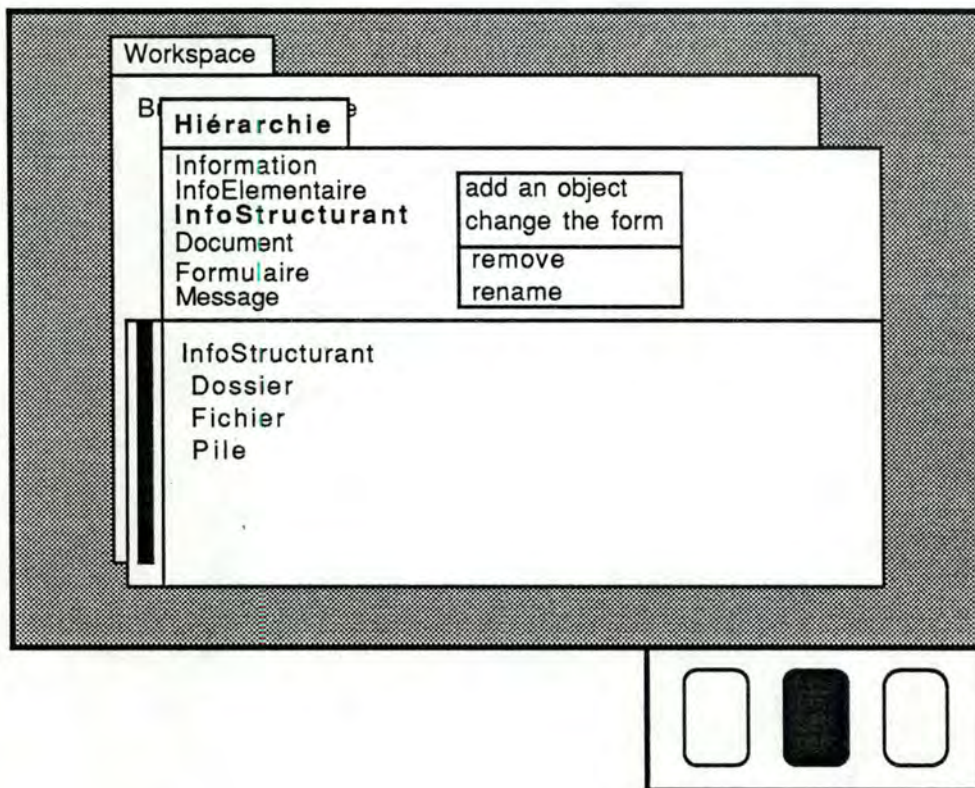 Workspace
Hiérarchie
Information
InfoElementaire
InfoStructurant
Document
Formulaire
Message
add an object
change the form
remove
rename
InfoStructurant
Dossier
Fichier
Pile